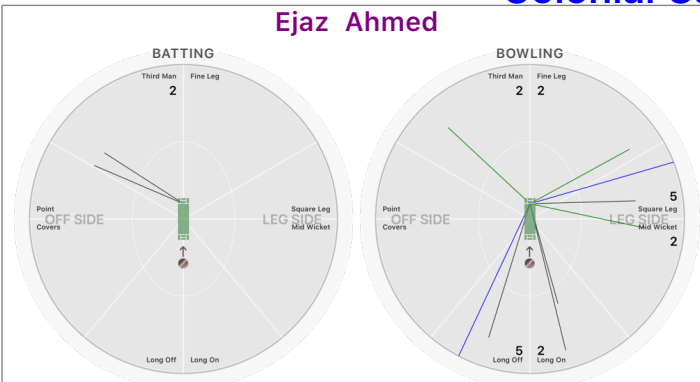 Ejaz Ahmed
BATTING
Third Man
Fine Leg
2
Point
OFF SIDE
Covers
Square Leg
LEG SIDE
Mid Wicket
Long Off
Long On
BOWLING
Third Man
Fine Leg
2
2
Point
OFF SIDE
Covers
5
Square Leg
LEG SIDE
Mid Wicket
2
5
2
Long Off
Long On